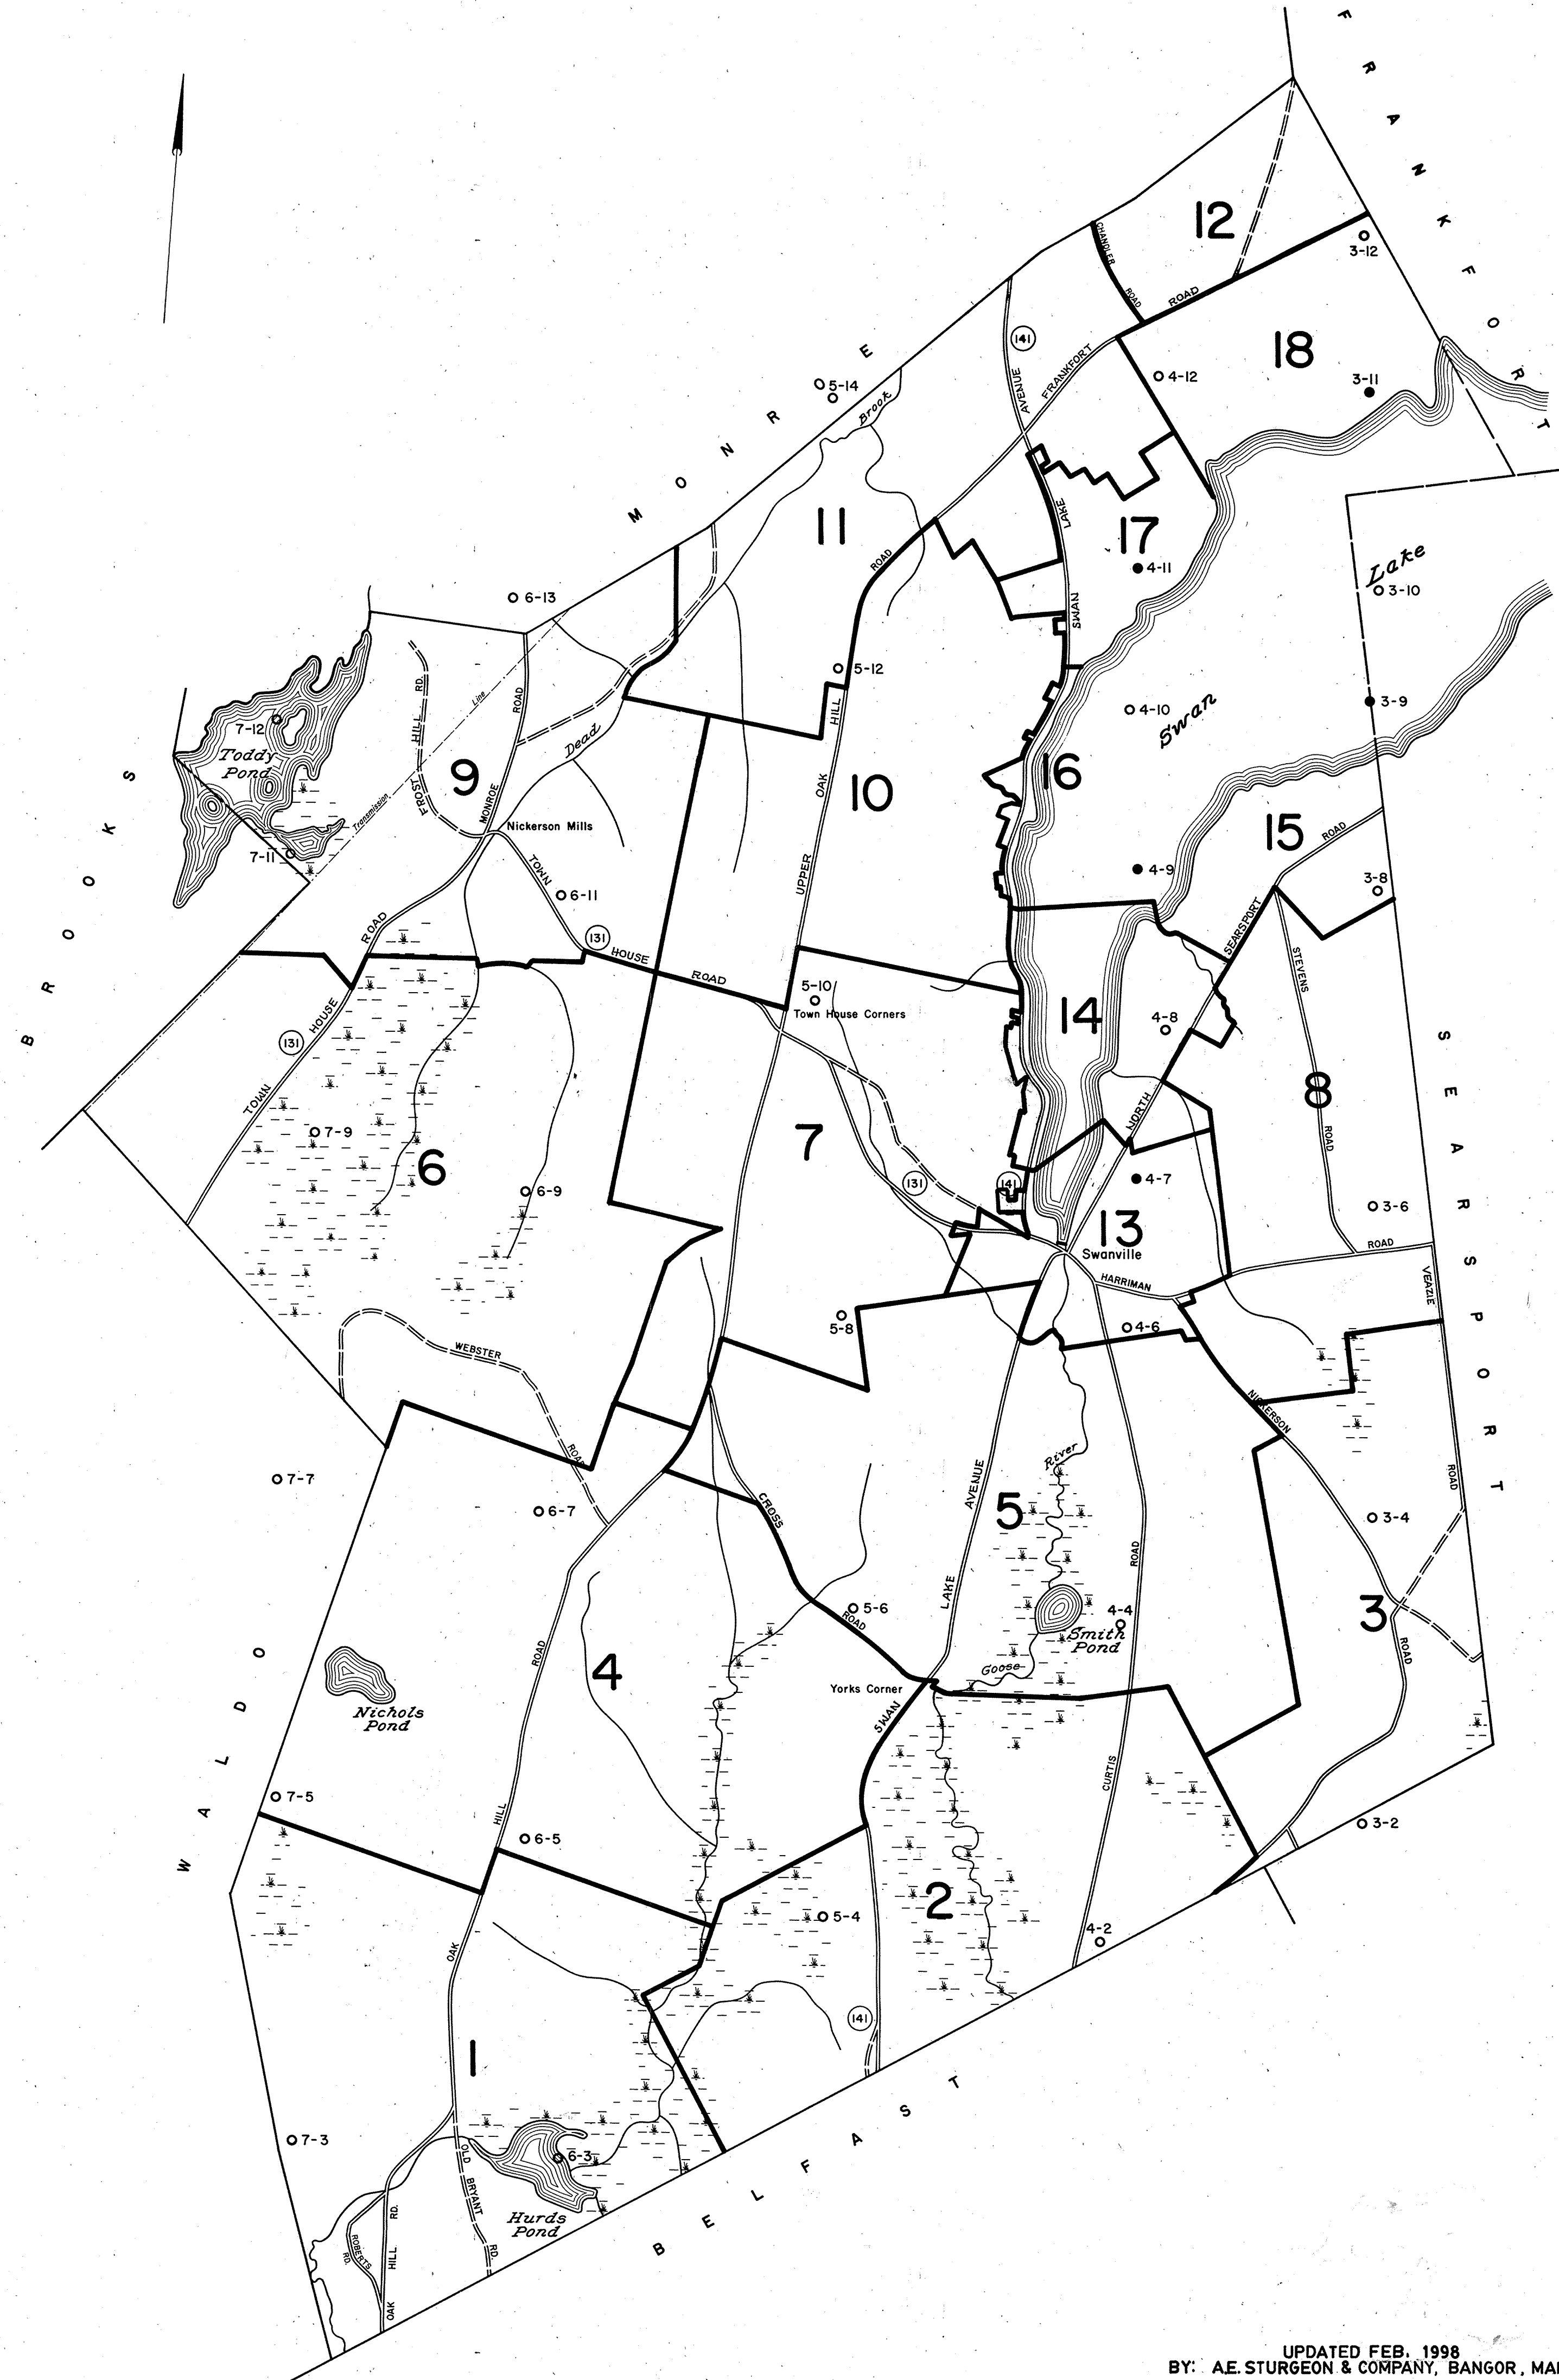 F R A N K F O R T
12
CHANDLER ROAD
ROAD
3-12
18
141
AVENUE
FRANKFORT
4-12
3-11
M O N R O E
5-14
Brook
11
ROAD
LAKE
17
4-11
SWAN
Lake
3-10
6-13
5-12
HILL
RD.
HILL
FROST
Line
ROAD
4-10
Swan
3-9
7-12
Toddy
Pond
Dead
9
MONROE
Transmission
OAK
10
16
Nickerson Mills
15
ROAD
7-11
TOWN
UPPER
4-9
3-8
6-11
B R O O K S
ROAD
131
HOUSE
ROAD
SEARSPORT
STEVENS
5-10
Town House Corners
14
4-8
HOUSE
131
TOWN
8
ROAD
S E A R S P O R T
7-9
6
7
NORTH
6-9
131
141
4-7
3-6
13
Swanville
ROAD
HARRIMAN
VEAZIE
5-8
4-6
WEBSTER
ROAD
NICKERSON
7-7
6-7
CROSS
AVENUE
River
5
ROAD
3-4
ROAD
LAKE
5-6
ROAD
4-4
Smith
Pond
3
ROAD
W A L D O
ROAD
4
Goose
Yorks Corner
SWAN
Nichols
Pond
CURTIS
7-5
HILL
6-5
3-2
2
5-4
4-2
OAK
141
1
B E L F A S T
7-3
OLD BRYANT RD.
6-3
Hurds
Pond
ROBERTS RD.
OAK HILL RD.
UPDATED FEB. 1998
BY: A.E. STURGEON & COMPANY, BANGOR, MAI